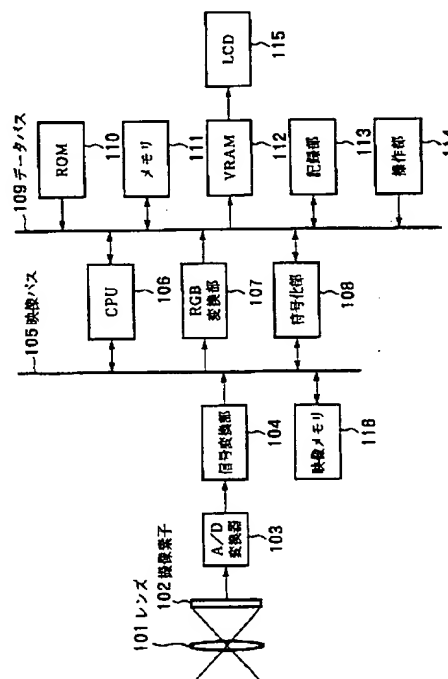 101 レンズ
102 撮像素子
A/D
変換器
103
信号変換部
104
映像メモリ
118
105 映像バス
CPU
106
RGB
変換部
107
符号化部
108
109 データバス
ROM
110
メモリ
111
VRAM
112
記録部
113
操作部
114
LCD
115